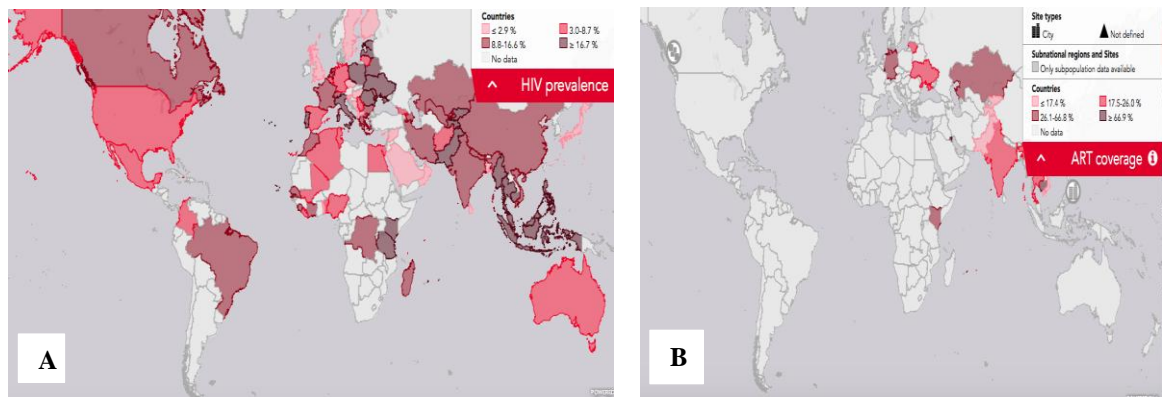 Countries
≤ 2.9 % 3.0-8.7 %
8.8-16.6 % ≥ 16.7 %
No data
^ HIV prevalence
A
Site types
City Not defined
Subnational regions and Sites
Only subpopulation data available
Countries
≤ 17.4 % 17.5-26.0 %
26.1-66.8 % ≥ 66.9 %
No data
^ ART coverage i
B